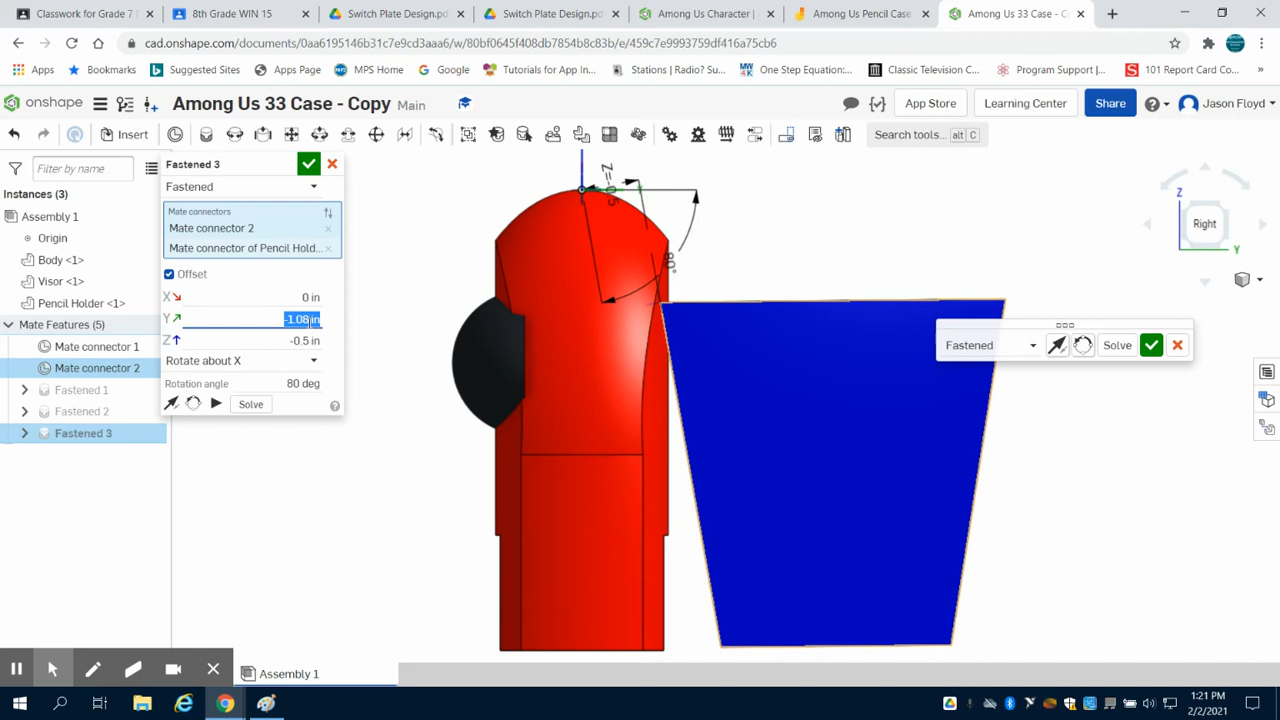 Classwork for Grade 7 F
8th Grade WIN 15
Switch Plate Design.pd
Switch Plate Design.pd
Among Us Character |
Among Us Pencil Case
Among Us 33 Case - C
cad.onshape.com/documents/0aa6195146b31c7e9cd3aaa6/w/80bf0645f408db7854b8c83b/e/459c7e9993759df416a75cb6
Apps
Bookmarks
Suggested Sites
Apps Page
MPS Home
Google
Tutorials for App In...
Stations | Radio? Su...
One Step Equation:...
Classic Television C...
Program Support |...
101 Report Card Co...
onshape
Among Us 33 Case - Copy Main
App Store
Learning Center
Share
Jason Floyd
Insert
Search tools... alt C
Filter by name
Instances (3)
Assembly 1
Origin
Body <1>
Visor <1>
Pencil Holder <1>
Mate Features (5)
Mate connector 1
Mate connector 2
Fastened 1
Fastened 2
Fastened 3
Fastened 3
Fastened
Mate connectors
Mate connector 2
Mate connector of Pencil Hold...
Offset
X 0 in
Y -1.08 in
Z -0.5 in
Rotate about X
Rotation angle 80 deg
Solve
Z=-0.5
80°
Z
Right
Y
Fastened
Solve
Assembly 1
1:21 PM
2/2/2021